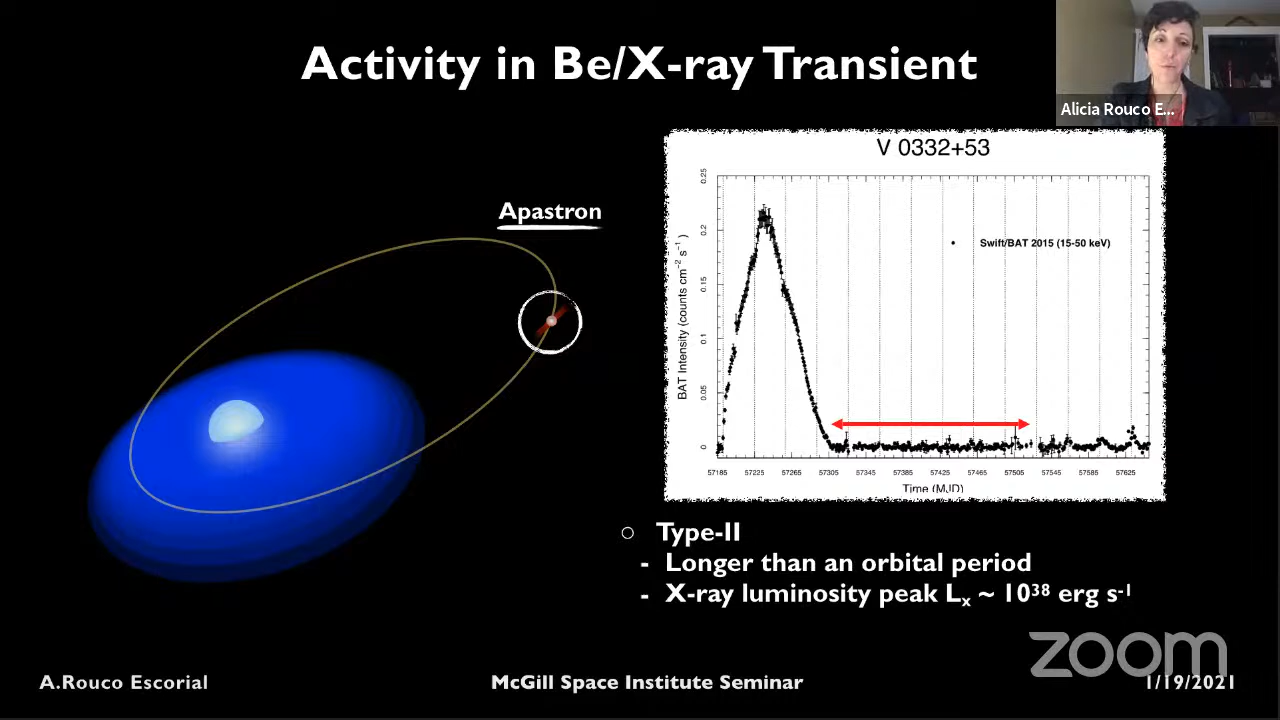 Activity in Be/X-ray Transient
Alicia Rouco E...
V 0332+53
Apastron
Swift/BAT 2015 (15-50 keV)
BAT Intensity (counts cm⁻² s⁻¹)
0.25
0.2
0.15
0.1
0.05
0
57185 57225 57265 57305 57345 57385 57425 57465 57505 57545 57585 57625
Time (MJD)
○ Type-II
- Longer than an orbital period
- X-ray luminosity peak Lₓ ~ 10³⁸ erg s⁻¹
zoom
A.Rouco Escorial
McGill Space Institute Seminar
1/19/2021